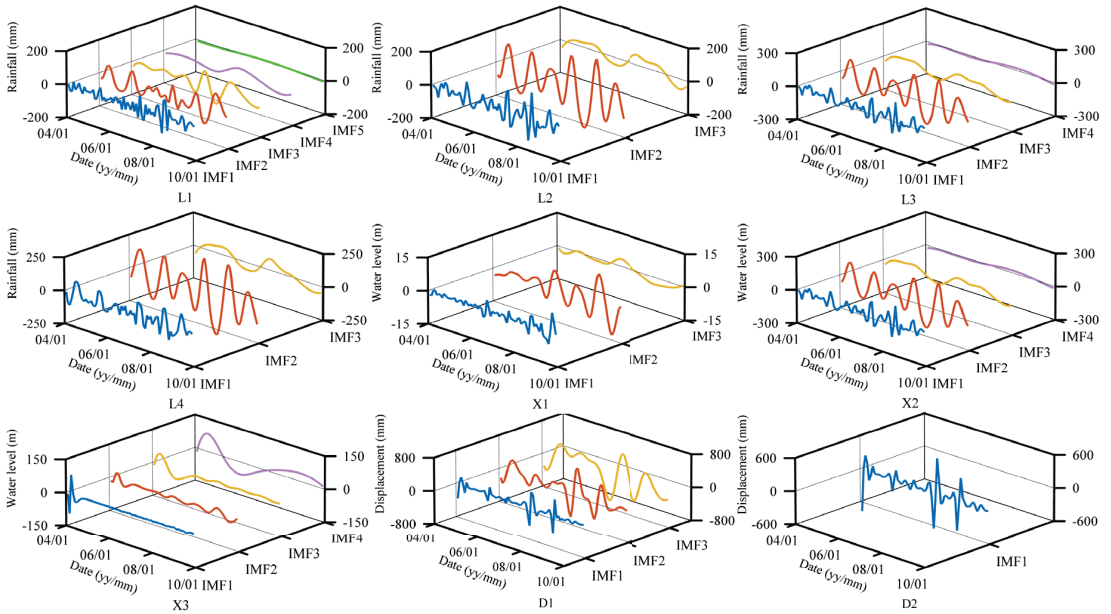 Rainfall (mm)
200
0
-200
04/01
06/01
08/01
10/01
Date (yy/mm)
IMF1
IMF2
IMF3
IMF4
IMF5
200
0
-200
L1
Rainfall (mm)
200
0
-200
04/01
06/01
08/01
10/01
Date (yy/mm)
IMF1
IMF2
IMF3
200
0
-200
L2
Rainfall (mm)
300
0
-300
04/01
06/01
08/01
10/01
Date (yy/mm)
IMF1
IMF2
IMF3
IMF4
300
0
-300
L3
Rainfall (mm)
250
0
-250
04/01
06/01
08/01
10/01
Date (yy/mm)
IMF1
IMF2
IMF3
250
0
-250
L4
Water level (m)
15
0
-15
04/01
06/01
08/01
10/01
Date (yy/mm)
IMF1
IMF2
IMF3
15
0
-15
X1
Water level (m)
300
0
-300
04/01
06/01
08/01
10/01
Date (yy/mm)
IMF1
IMF2
IMF3
IMF4
300
0
-300
X2
Water level (m)
150
0
-150
04/01
06/01
08/01
10/01
Date (yy/mm)
IMF1
IMF2
IMF3
IMF4
150
0
-150
X3
Displacement (mm)
800
0
-800
04/01
06/01
08/01
10/01
Date (yy/mm)
IMF1
IMF2
IMF3
800
0
-800
D1
Displacement (mm)
600
0
-600
04/01
06/01
08/01
10/01
Date (yy/mm)
IMF1
600
0
-600
D2